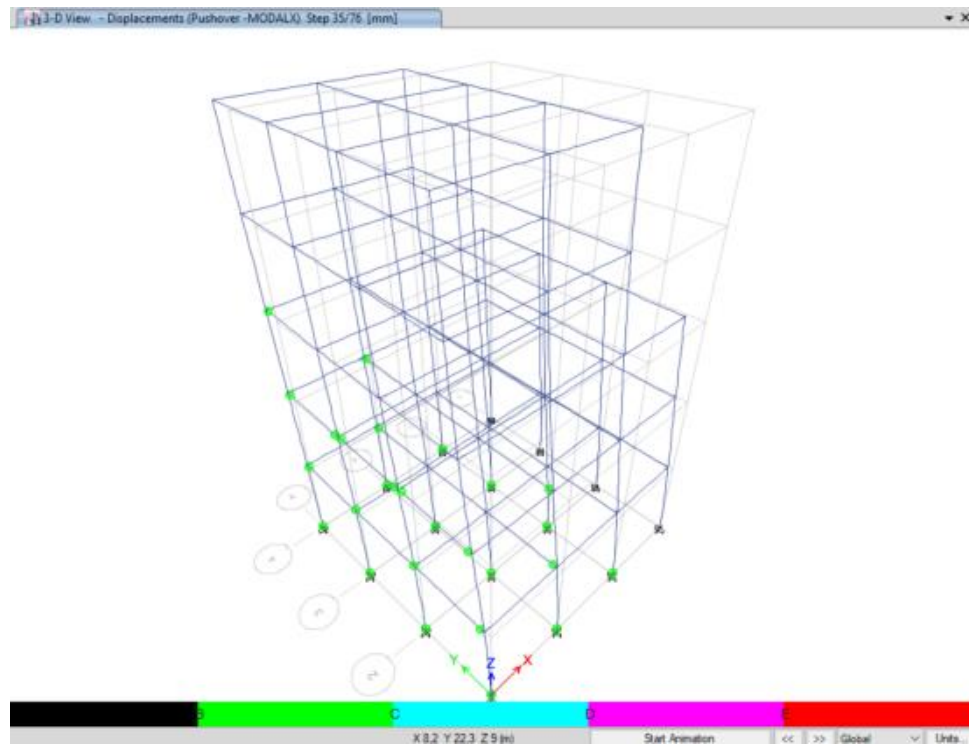 3-D View - Displacements (Pushover -MODALX) Step 35/76 [mm]
Z
Y
X
B
C
D
E
X 8.2 Y 22.3 Z 9 (m)
Start Animation
<< >>
Global
Units...